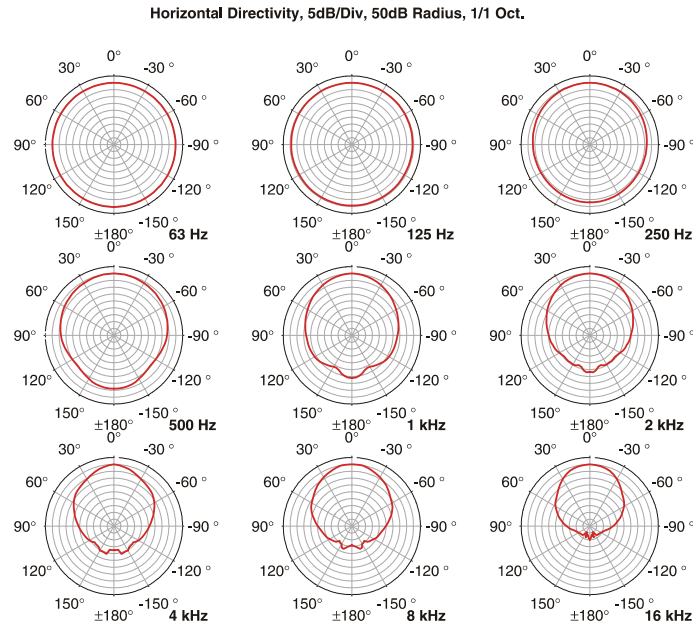 Horizontal Directivity, 5dB/Div, 50dB Radius, 1/1 Oct.
0° 0° 0°
30° -30 ° 30° -30 ° 30° -30 °
60° -60 ° 60° -60 ° 60° -60 °
90° -90 ° 90° -90 ° 90° -90 °
120° -120 ° 120° -120 ° 120° -120 °
150° -150 ° 150° -150 ° 150° -150 °
±180° 63 Hz ±180° 125 Hz ±180° 250 Hz
0° 0° 0°
30° -30 ° 30° -30 ° 30° -30 °
60° -60 ° 60° -60 ° 60° -60 °
90° -90 ° 90° -90 ° 90° -90 °
120° -120 ° 120° -120 ° 120° -120 °
150° -150 ° 150° -150 ° 150° -150 °
±180° 500 Hz ±180° 1 kHz ±180° 2 kHz
0° 0° 0°
30° -30 ° 30° -30 ° 30° -30 °
60° -60 ° 60° -60 ° 60° -60 °
90° -90 ° 90° -90 ° 90° -90 °
120° -120 ° 120° -120 ° 120° -120 °
150° -150 ° 150° -150 ° 150° -150 °
±180° 4 kHz ±180° 8 kHz ±180° 16 kHz